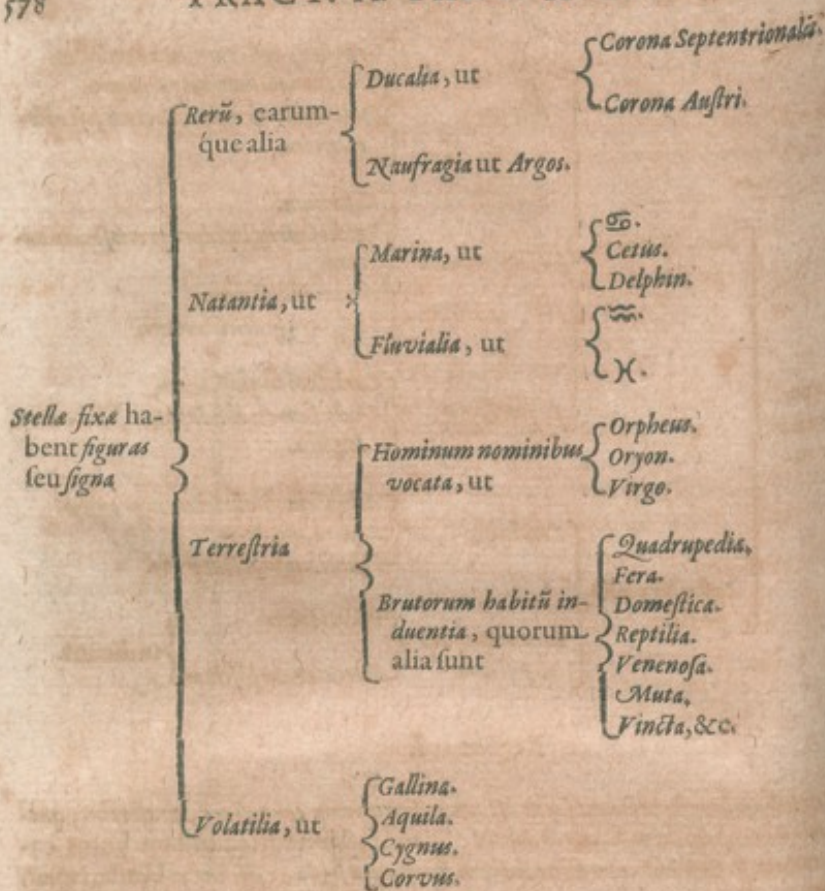 578
Corona Septentrionalis.
Ducalia, ut
Corona Auſtri.
Rerũ, earum-
que alia
Naufragia ut Argos.
♋.
Marina, ut
Cetus.
Delphin.
Natantia, ut
♒.
Fluvialia, ut
♓.
Stellæ fixæ ha-
bent figuras
ſeu ſigna
Orpheus.
Hominum nominibus
Oryon.
vocata, ut
Virgo.
Terreſtria
Quadrupedia,
Fera.
Brutorum habitũ in-
Domeſtica.
duentia, quorum
Reptilia.
alia ſunt
Venenoſa.
Muta,
Vincta, &c.
Gallina.
Volatilia, ut
Aquila.
Cygnus.
Corvus.